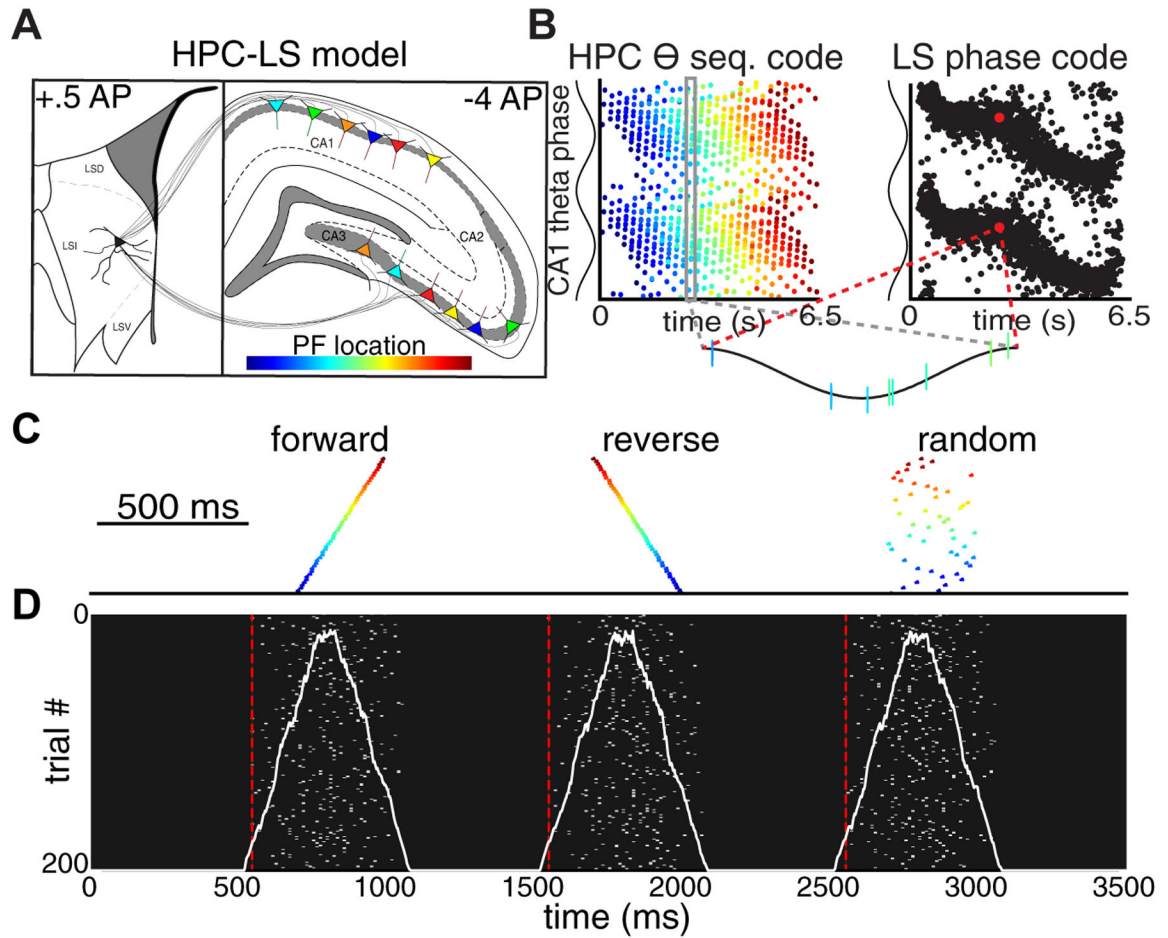 A
HPC-LS model
+.5 AP
-4 AP
LSD
LSI
LSV
CA1
CA2
CA3
PF location
B
HPC Θ seq. code
LS phase code
CA1 theta phase
0
time (s)
6.5
0
time (s)
6.5
C
forward
reverse
random
500 ms
D
0
trial #
200
0
500
1000
1500
2000
2500
3000
3500
time (ms)